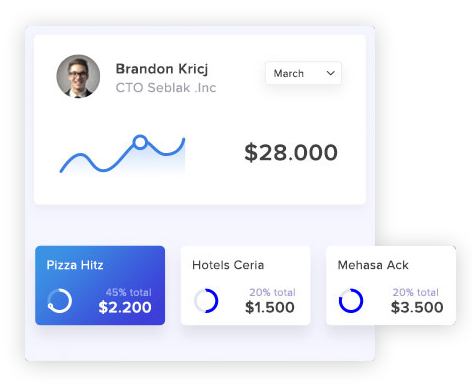 Brandon Kricj
CTO Seblak .Inc
March
$28.000
Pizza Hitz
45% total
$2.200
Hotels Ceria
20% total
$1.500
Mehasa Ack
20% total
$3.500